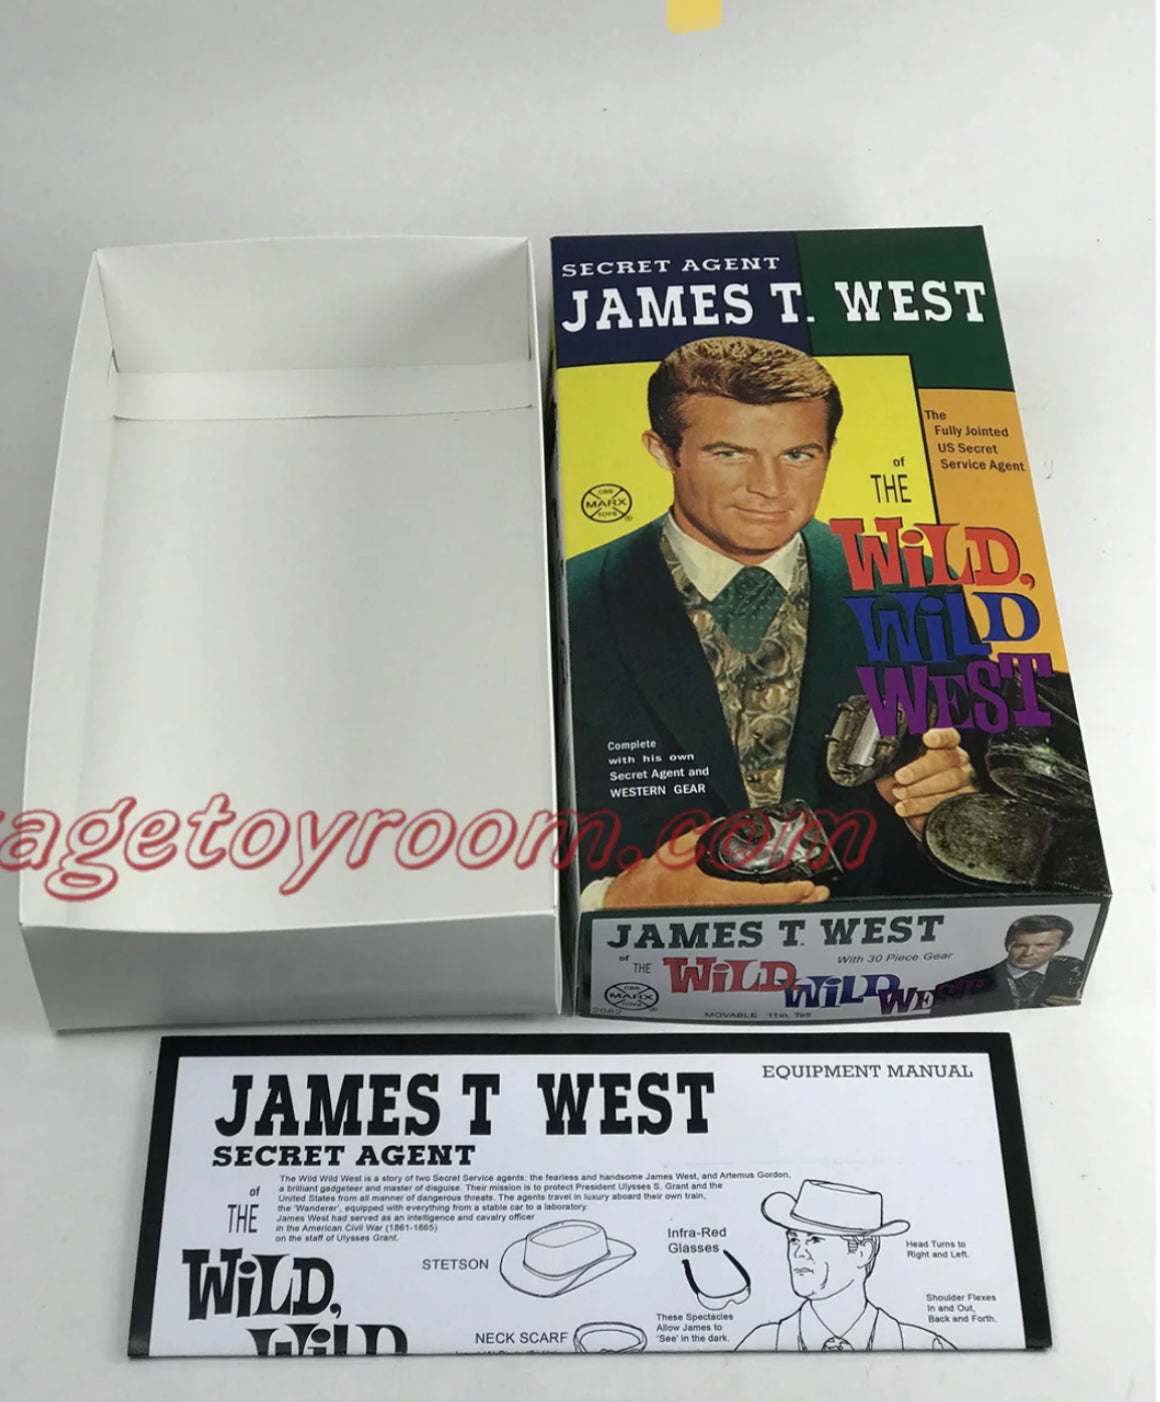 SECRET AGENT
JAMES T. WEST
The
Fully Jointed
US Secret
Service Agent
of
THE
CBS
MARX
TOYS
®
WiLD,
WiLD
WEST
Complete
with his own
Secret Agent and
WESTERN GEAR
agetoyroom.com
JAMES T. WEST
of
THE
WiLD
WiLD
WEST
With 30 Piece Gear
CBS
MARX
TOYS
®
2062
MOVABLE 11in. Tall
EQUIPMENT MANUAL
JAMES T WEST
SECRET AGENT
of
THE
WiLD,
WiLD
The Wild Wild West is a story of two Secret Service agents; the fearless and handsome James West, and Artemus Gordon,
a brilliant gadgeteer and master of disguise. Their mission is to protect President Ulysses S. Grant and the
United States from all manner of dangerous threats. The agents travel in luxury aboard their own train,
the 'Wanderer', equipped with everything from a stable car to a laboratory.
James West had served as an intelligence and cavalry officer
in the American Civil War (1861-1865)
on the staff of Ulysses Grant.
STETSON
Infra-Red
Glasses
These Spectacles
Allow James to
'See' in the dark.
NECK SCARF
Head Turns to
Right and Left.
Shoulder Flexes
In and Out,
Back and Forth.